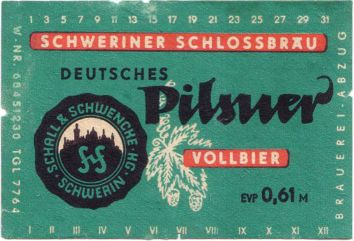 1 3 5 7 9 11 13 15 17 19 21 23 25 27 29 31
SCHWERINER SCHLOSSBRÄU
DEUTSCHES
Pilsner
VOLLBIER
EVP 0,61 M
SCHALL & SCHWENCKE · KG ·
SCHWERIN
SHS
W.-NR. 68451230 TGL 7764
BRAUEREI-ABZUG
I II III IV V VI VII VIII IX X XI XII